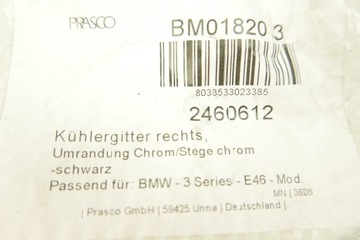 PRASCO
BM0182013
8033533023385
2460612
Kühlergitter rechts,
Umrandung Chrom/Stege chrom
-schwarz
Passend für: BMW - 3 Series - E46 - Mod.
MN | 362B
| Prasco GmbH | 59425 Unna | Deutschland |